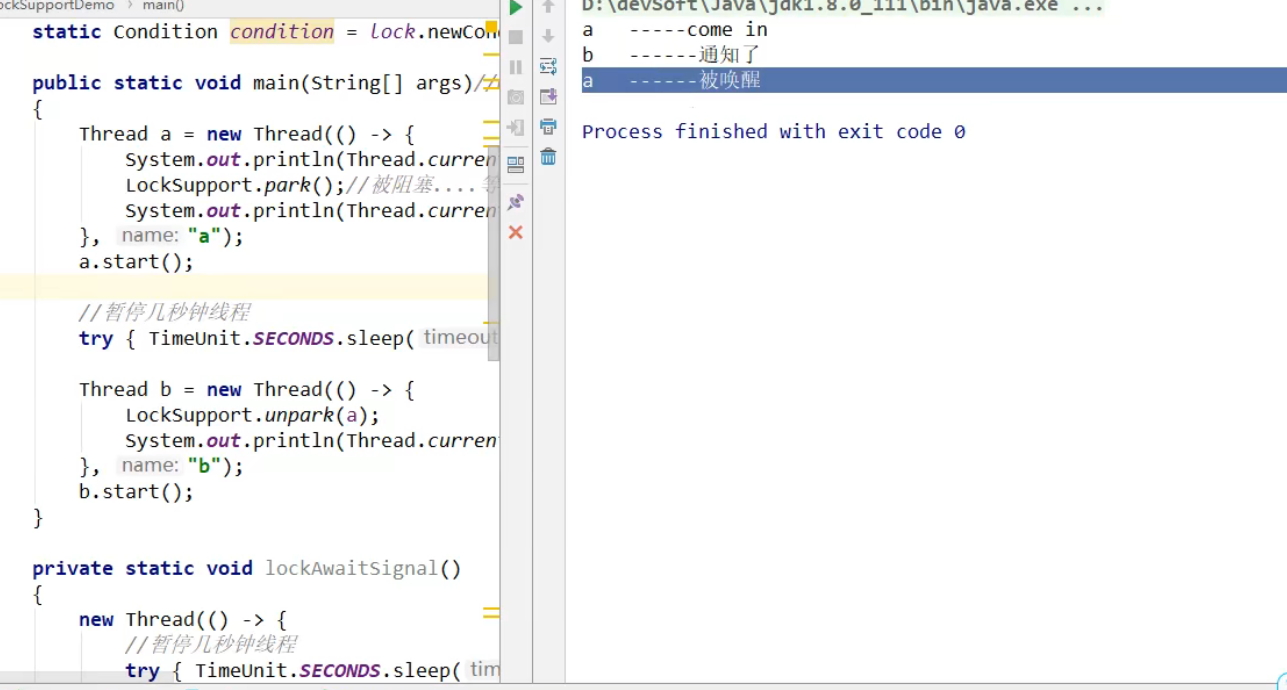 ockSupportDemo › main()
static Condition condition = lock.newCon
public static void main(String[] args)//
{
Thread a = new Thread(() -> {
System.out.println(Thread.curren
LockSupport.park();//被阻塞....等
System.out.println(Thread.curren
}, name: "a");
a.start();
//暂停几秒钟线程
try { TimeUnit.SECONDS.sleep( timeout
Thread b = new Thread(() -> {
LockSupport.unpark(a);
System.out.println(Thread.curren
}, name: "b");
b.start();
}
private static void lockAwaitSignal()
{
new Thread(() -> {
//暂停几秒钟线程
try { TimeUnit.SECONDS.sleep( tim
D:\devSoft\Java\jdk1.8.0_111\bin\java.exe ...
a -----come in
b ------通知了
a ------被唤醒
Process finished with exit code 0